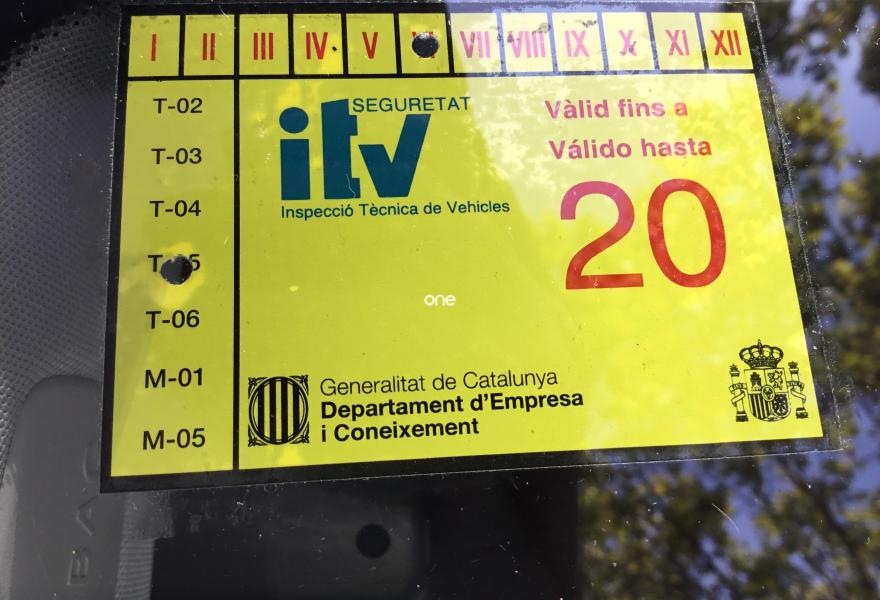 I II III IV V VII VIII IX X XI XII
T-02
T-03
T-04
T-06
M-01
M-05
SEGURETAT
itv
Inspecció Tècnica de Vehicles
Vàlid fins a
Válido hasta
20
one
Generalitat de Catalunya
Departament d'Empresa
i Coneixement